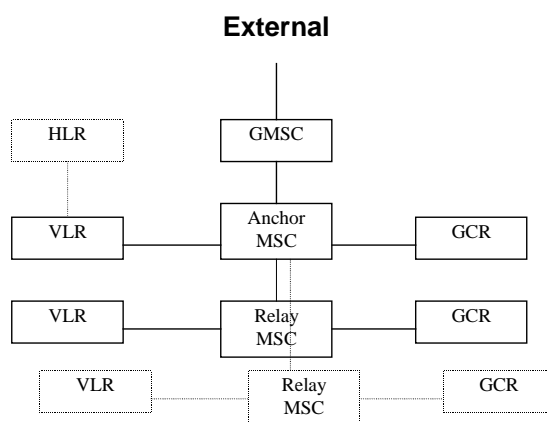 External
HLR
GMSC
VLR
Anchor
MSC
GCR
VLR
Relay
MSC
GCR
VLR
Relay
MSC
GCR